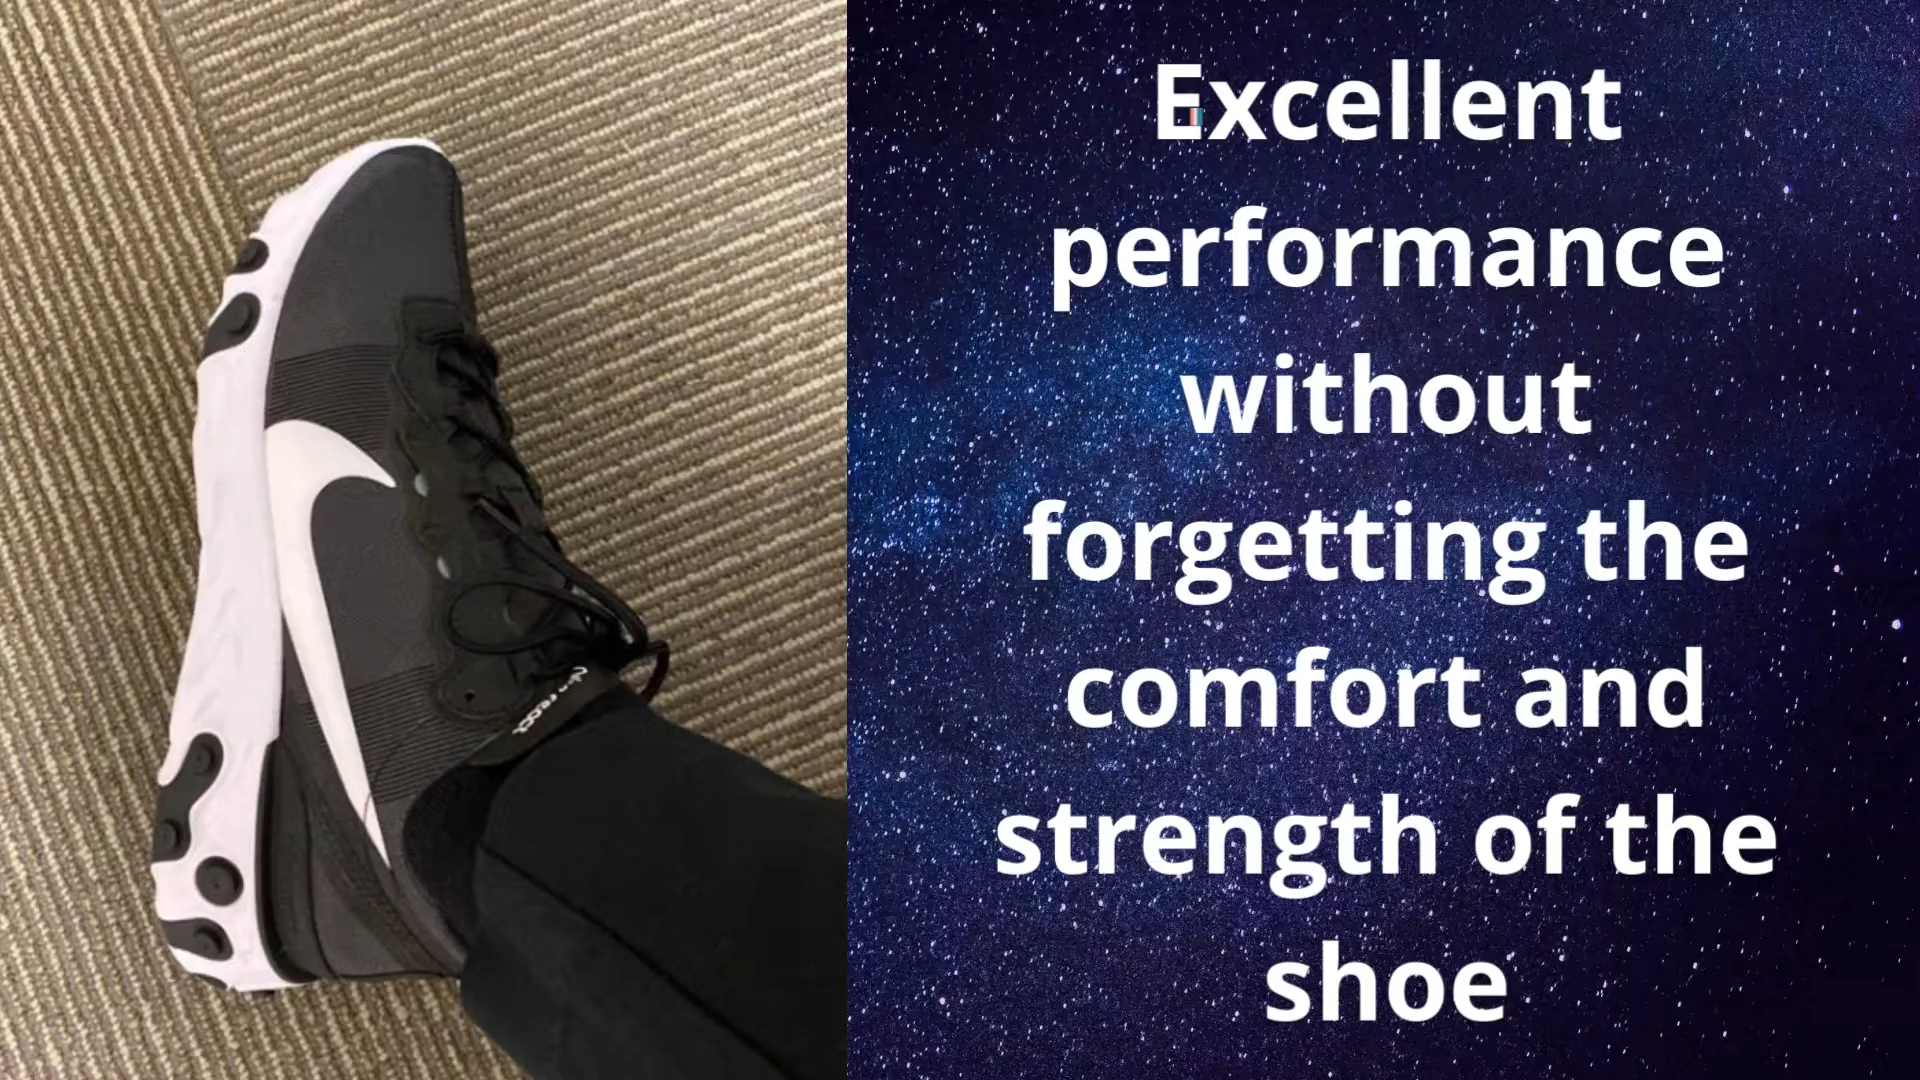 Excellent
performance
without
forgetting the
comfort and
strength of the
shoe